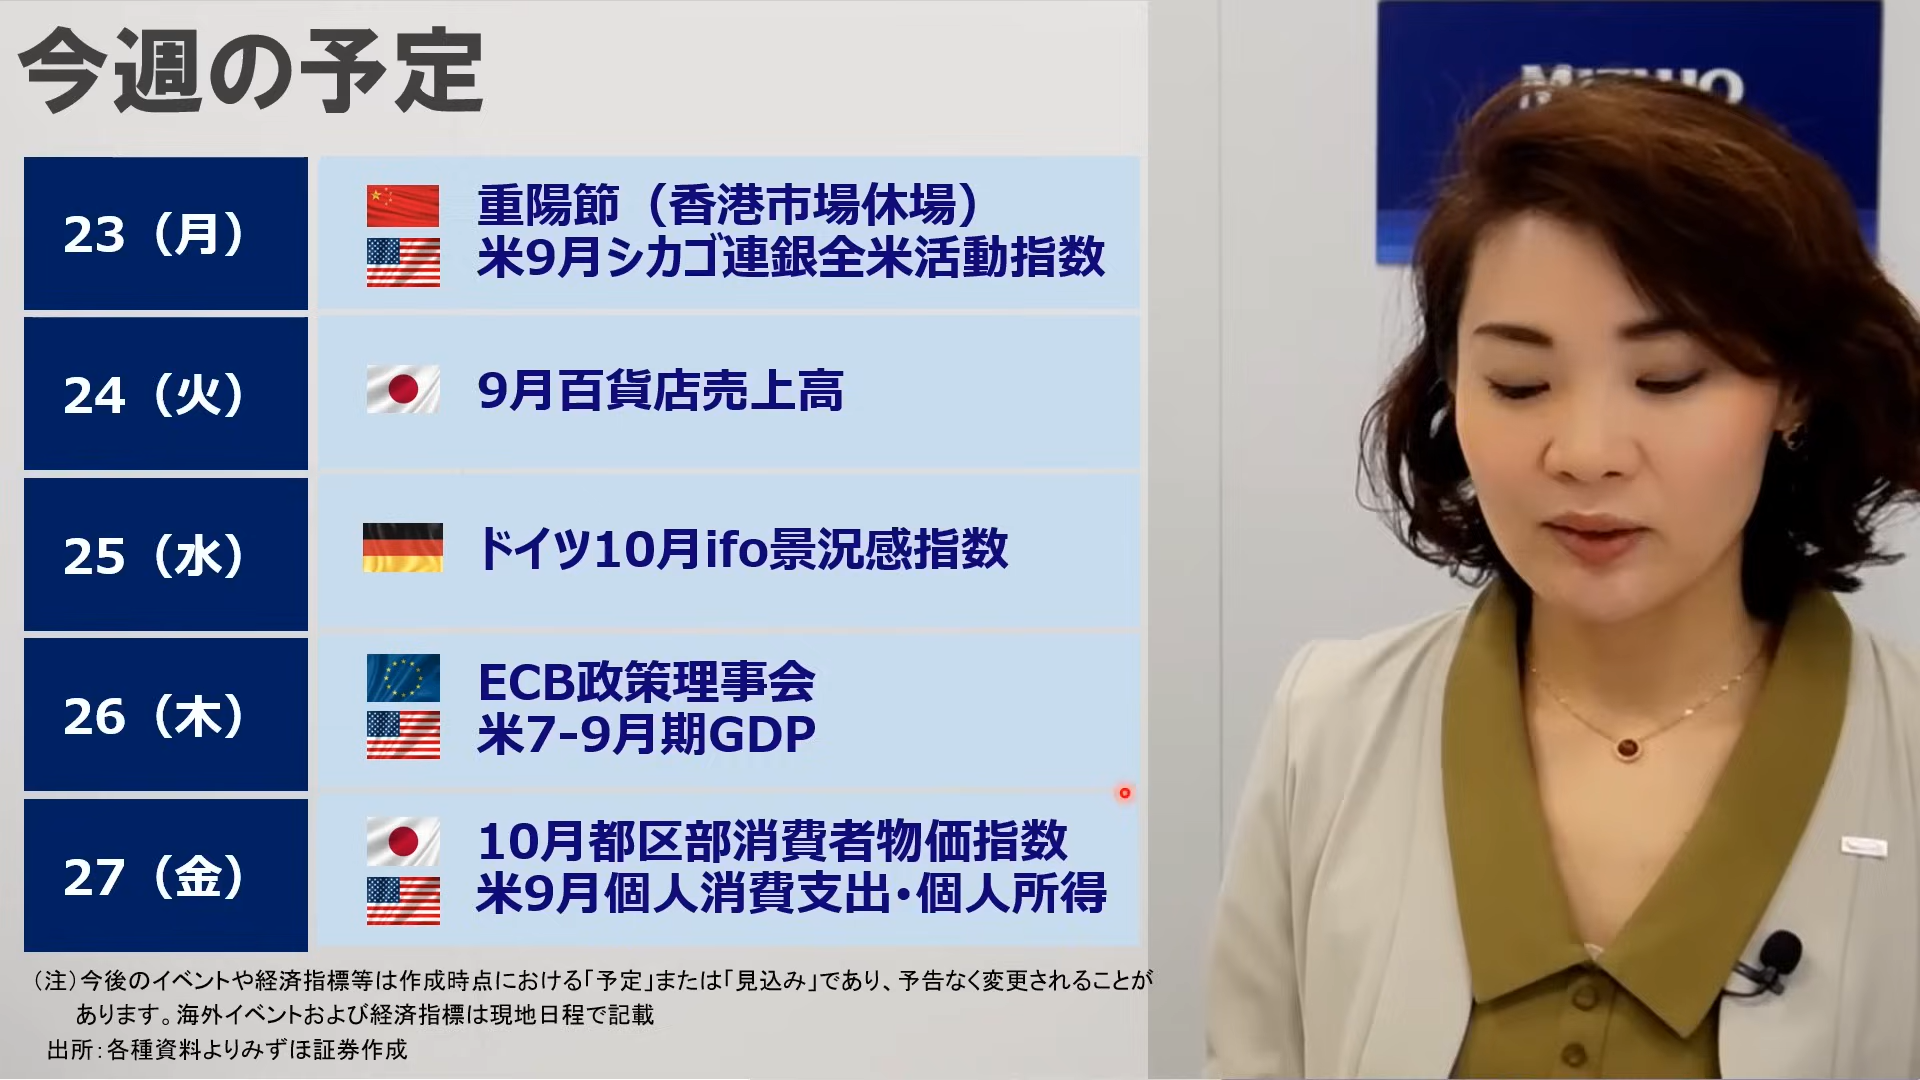 今週の予定
23（月）
重陽節（香港市場休場）
米9月シカゴ連銀全米活動指数
24（火）
9月百貨店売上高
25（水）
ドイツ10月ifo景況感指数
26（木）
ECB政策理事会
米7-9月期GDP
27（金）
10月都区部消費者物価指数
米9月個人消費支出・個人所得
（注）今後のイベントや経済指標等は作成時点における「予定」または「見込み」であり、予告なく変更されることが
あります。海外イベントおよび経済指標は現地日程で記載
出所：各種資料よりみずほ証券作成